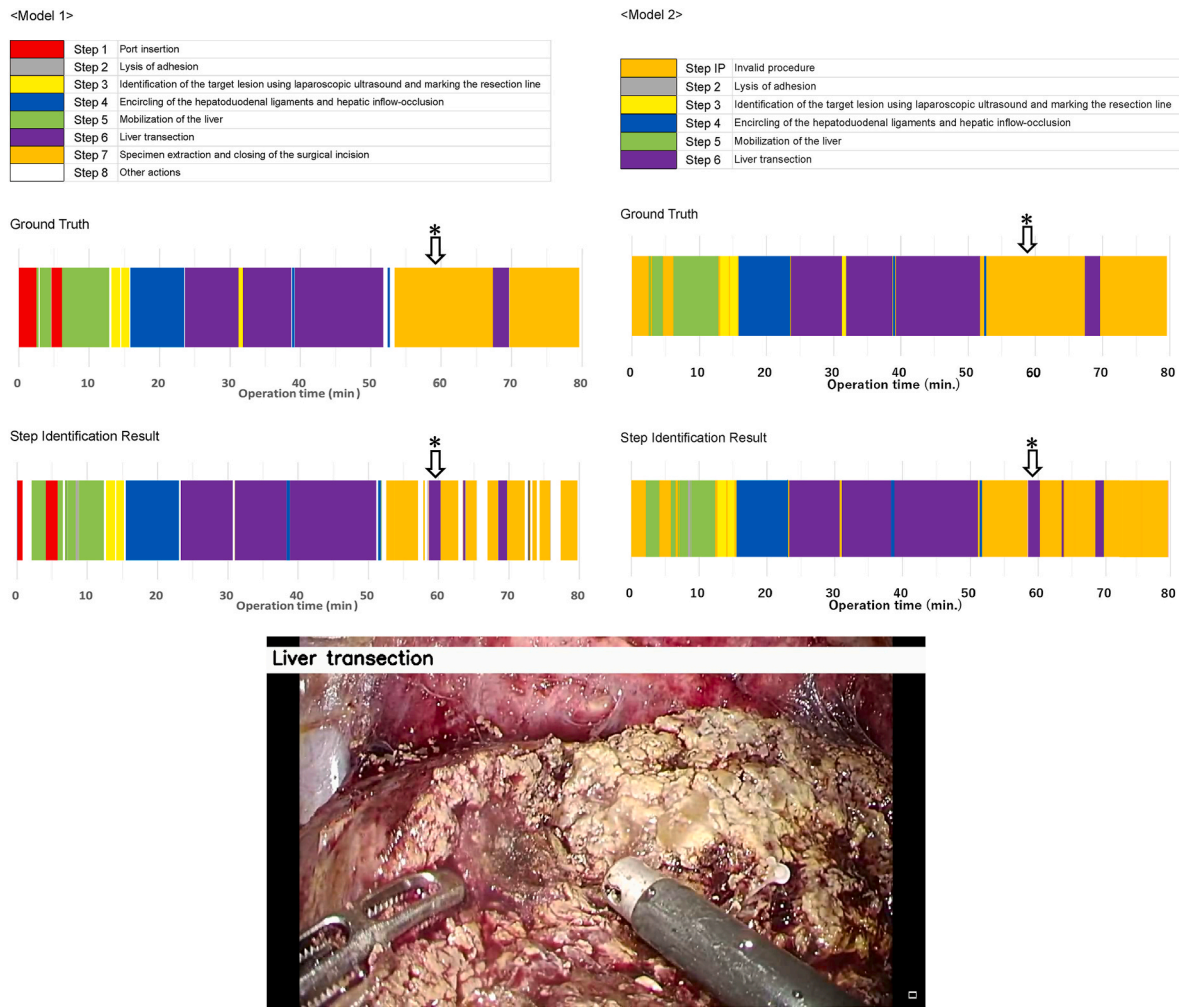 <Model 1>
Step 1 Port insertion
Step 2 Lysis of adhesion
Step 3 Identification of the target lesion using laparoscopic ultrasound and marking the resection line
Step 4 Encircling of the hepatoduodenal ligaments and hepatic inflow-occlusion
Step 5 Mobilization of the liver
Step 6 Liver transection
Step 7 Specimen extraction and closing of the surgical incision
Step 8 Other actions
Ground Truth
*
0 10 20 30 40 50 60 70 80
Operation time (min)
Step Identification Result
*
0 10 20 30 40 50 60 70 80
Operation time (min)
<Model 2>
Step IP Invalid procedure
Step 2 Lysis of adhesion
Step 3 Identification of the target lesion using laparoscopic ultrasound and marking the resection line
Step 4 Encircling of the hepatoduodenal ligaments and hepatic inflow-occlusion
Step 5 Mobilization of the liver
Step 6 Liver transection
Ground Truth
*
0 10 20 30 40 50 60 70 80
Operation time (min.)
Step Identification Result
*
0 10 20 30 40 50 60 70 80
Operation time (min.)
Liver transection